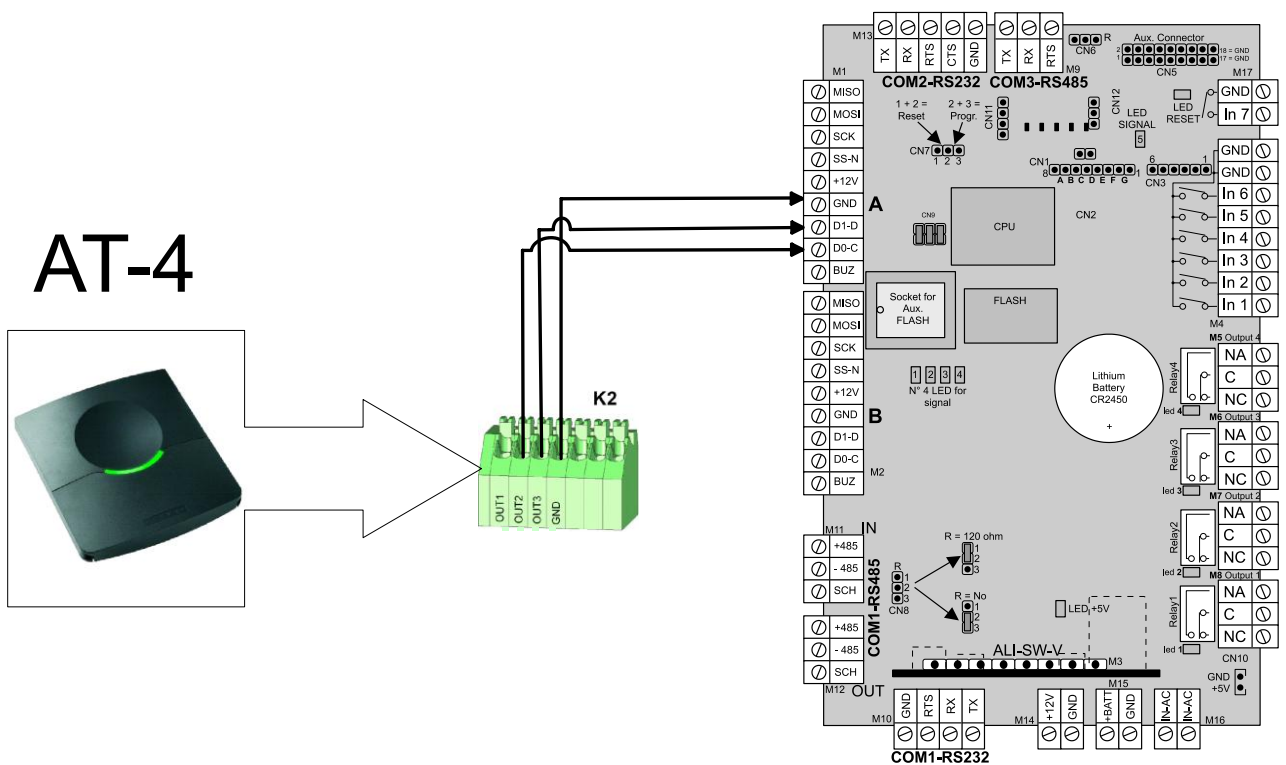 AT-4
K2
OUT1
OUT2
OUT3
GND
M13
TX
RX
RTS
CTS
GND
COM2-RS232
TX
RX
RTS
M9
COM3-RS485
R
CN6
Aux. Connector
2
1
18 = GND
17 = GND
CN5
M17
GND
In 7
LED
RESET
LED
SIGNAL
5
CN12
CN11
1 + 2 =
Reset
2 + 3 =
Progr.
CN7
1 2 3
M1
MISO
MOSI
SCK
SS-N
+12V
GND
D1-D
D0-C
BUZ
A
CN1
8
1
A B C D E F G
6
1
CN3
CN2
CN9
CPU
GND
GND
In 6
In 5
In 4
In 3
In 2
In 1
M4
Socket for
Aux.
FLASH
FLASH
MISO
MOSI
SCK
SS-N
+12V
GND
D1-D
D0-C
BUZ
B
M2
1 2 3 4
N° 4 LED for
signal
Lithium
Battery
CR2450
+
M5 Output 4
NA
C
NC
Relay4
led 4
M6 Output 3
NA
C
NC
Relay3
led 3
M7 Output 2
NA
C
NC
Relay2
led 2
M8 Output 1
NA
C
NC
Relay1
led 1
M11
IN
+485
- 485
SCH
COM1-RS485
+485
- 485
SCH
M12
OUT
R = 120 ohm
1
2
3
R
1
2
3
CN8
R = No
1
2
3
LED +5V
ALI-SW-V
M3
CN10
GND
+5V
M10
GND
RTS
RX
TX
COM1-RS232
M14
+12V
GND
M15
+BATT
GND
IN-AC
IN-AC
M16